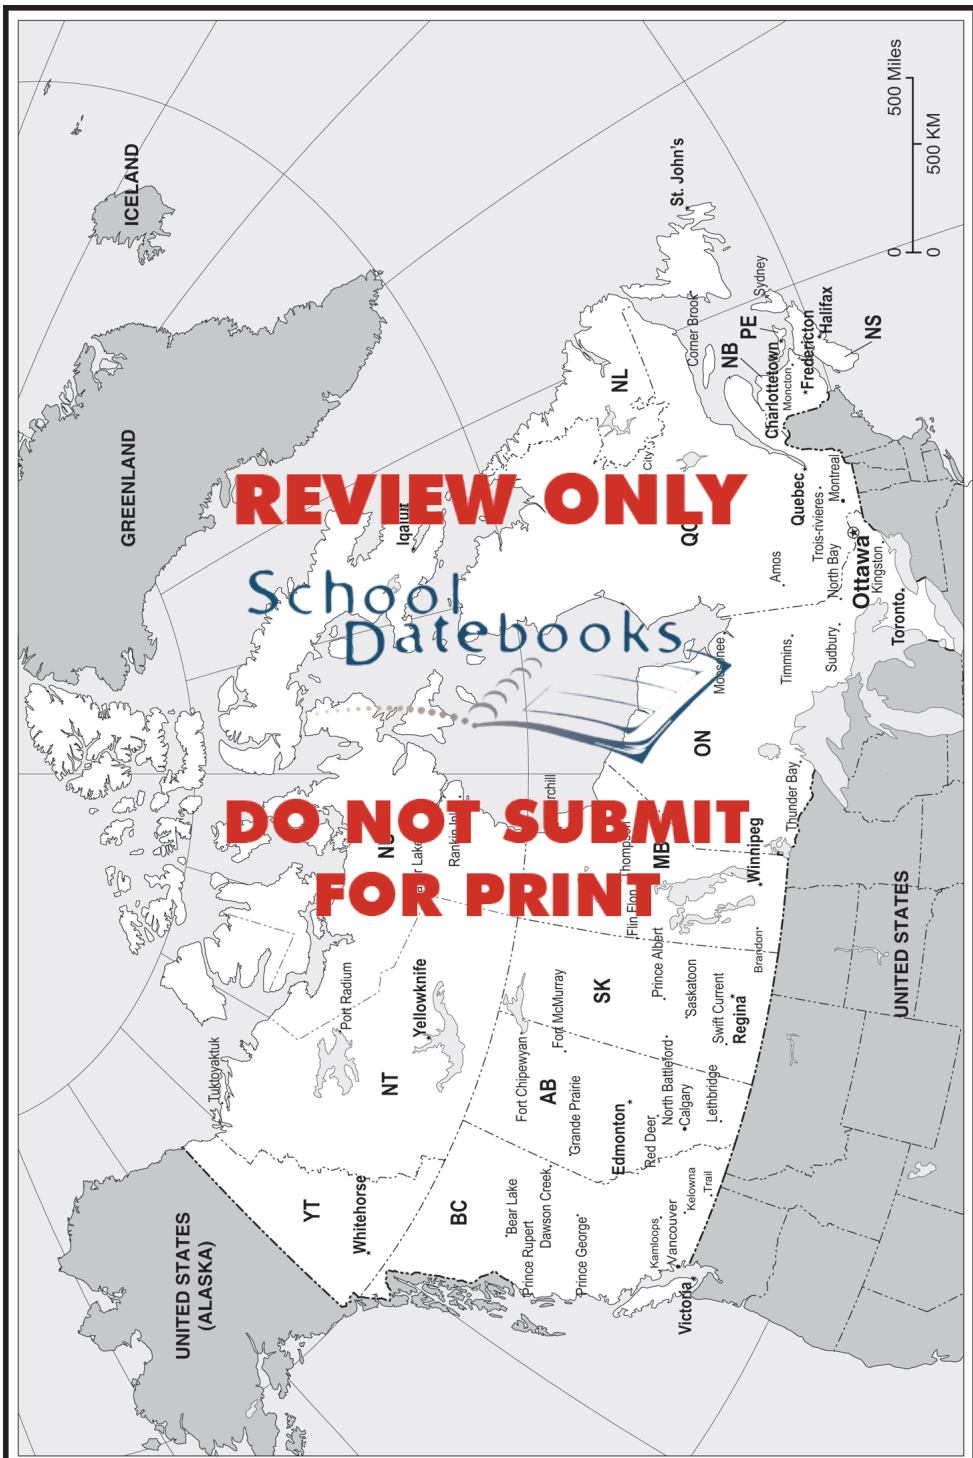 REVIEW ONLY
School
Datebooks
DO NOT SUBMIT
FOR PRINT
ICELAND
GREENLAND
UNITED STATES
(ALASKA)
UNITED STATES
500 Miles
0
500 KM
0
YT
Whitehorse
Tuktoyaktuk
NT
Port Radium
Yellowknife
Iqaluit
Rankin
BC
Bear Lake
Prince Rupert
Dawson Creek
Prince George
Kamloops
Vancouver
Victoria
Kelowna
Trail
AB
Fort Chipewyan
Fort McMurray
Grande Prairie
Edmonton
Red Deer
North Battleford
Calgary
Lethbridge
SK
Prince Albert
Saskatoon
Swift Current
Regina
MB
Thompson
Flin Flon
Brandon
Winnipeg
ON
Moosonee
Thunder Bay
Timmins
Sudbury
North Bay
Ottawa
Kingston
Toronto
QC
Amos
City
Quebec
Trois-rivieres
Montreal
NL
Corner Brook
St. John's
NB
PE
Charlottetown
Moncton
Fredericton
Sydney
Halifax
NS